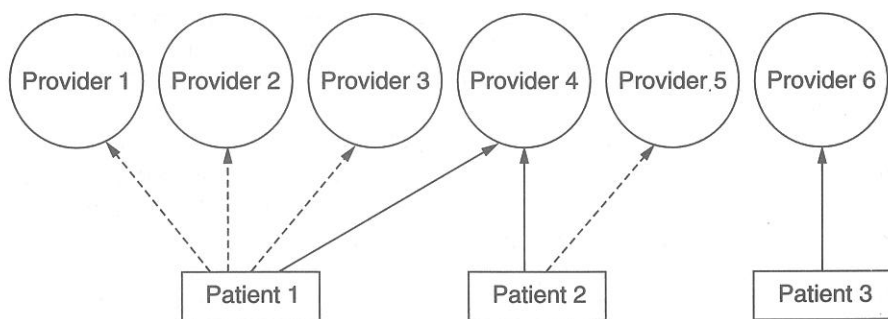 Provider 1
Provider 2
Provider 3
Provider 4
Provider 5
Provider 6
Patient 1
Patient 2
Patient 3